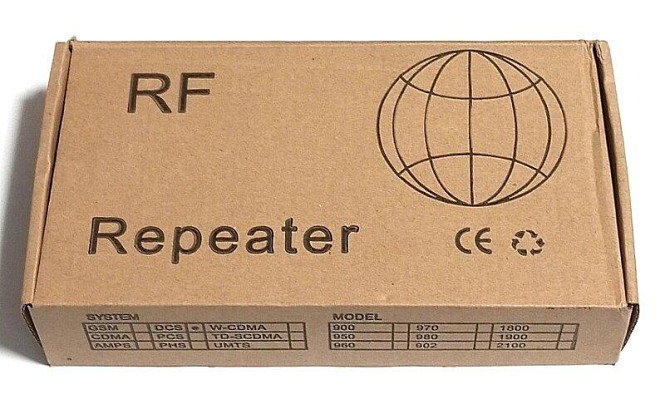 RF
Repeater
CE
SYSTEM
GSM DCS W-CDMA
CDMA PCS TD-SCDMA
AMPS PHS UMTS
MODEL
900 970 1800
950 980 1900
960 902 2100